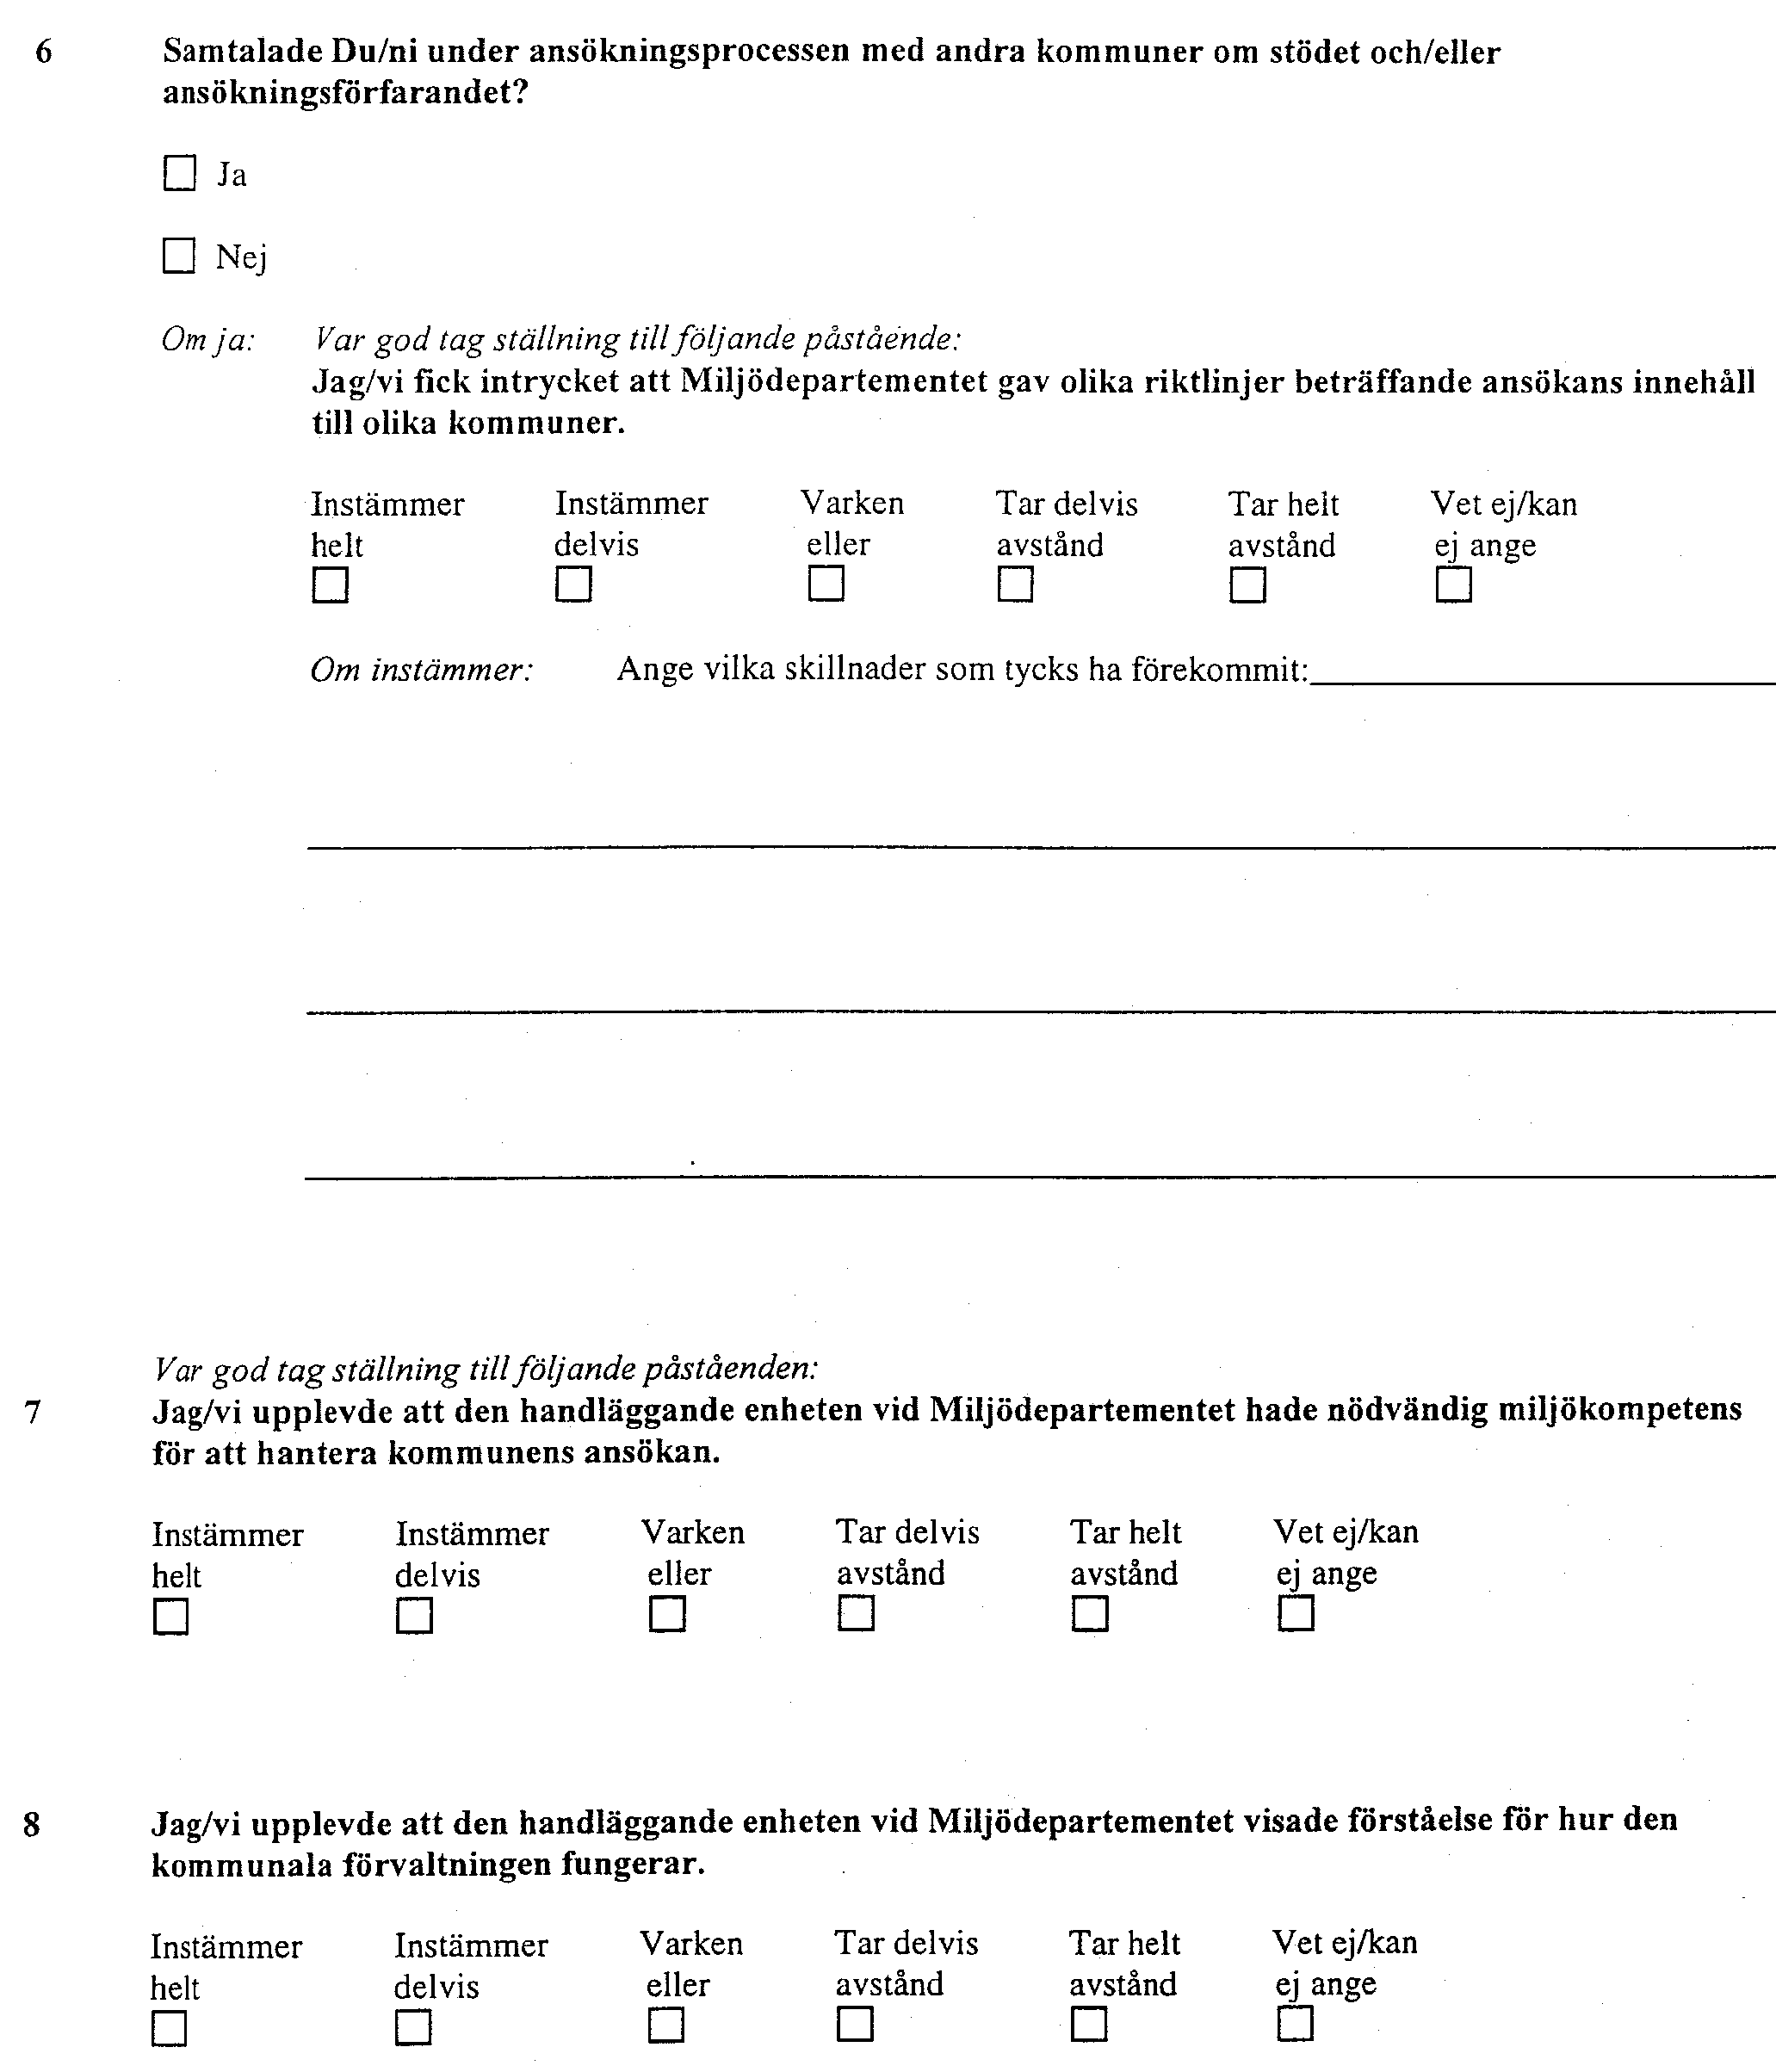 6 Samtalade Du/ni under ansökningsprocessen med andra kommuner om stödet och/eller
ansökningsförfarandet?
Ja
Nej
Om ja: Var god tag ställning till följande påstående:
Jag/vi fick intrycket att Miljödepartementet gav olika riktlinjer beträffande ansökans innehåll
till olika kommuner.
Instämmer Instämmer Varken Tar delvis Tar helt Vet ej/kan
helt delvis eller avstånd avstånd ej ange
Om instämmer: Ange vilka skillnader som tycks ha förekommit:
Var god tag ställning till följande påståenden:
7 Jag/vi upplevde att den handläggande enheten vid Miljödepartementet hade nödvändig miljökompetens
för att hantera kommunens ansökan.
Instämmer Instämmer Varken Tar delvis Tar helt Vet ej/kan
helt delvis eller avstånd avstånd ej ange
8 Jag/vi upplevde att den handläggande enheten vid Miljödepartementet visade förståelse för hur den
kommunala förvaltningen fungerar.
Instämmer Instämmer Varken Tar delvis Tar helt Vet ej/kan
helt delvis eller avstånd avstånd ej ange